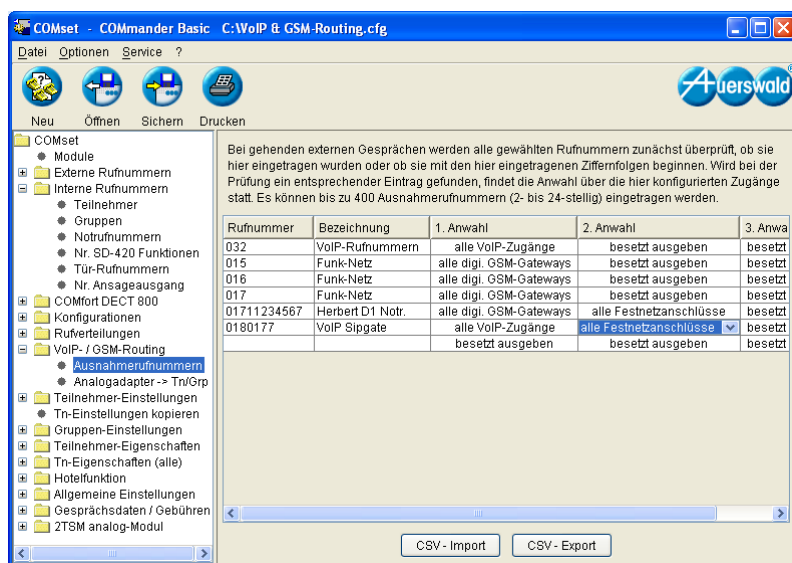 COMset - COMmander Basic C:\VoIP & GSM-Routing.cfg
Datei Optionen Service ?
Neu Öffnen Sichern Drucken
Auerswald
COMset
Module
Externe Rufnummern
Interne Rufnummern
Teilnehmer
Gruppen
Notrufnummern
Nr. SD-420 Funktionen
Tür-Rufnummern
Nr. Ansageausgang
COMfort DECT 800
Konfigurationen
Rufverteilungen
VoIP- / GSM-Routing
Ausnahmerufnummern
Analogadapter -> Tn/Grp
Teilnehmer-Einstellungen
Tn-Einstellungen kopieren
Gruppen-Einstellungen
Teilnehmer-Eigenschaften
Tn-Eigenschaften (alle)
Hotelfunktion
Allgemeine Einstellungen
Gesprächsdaten / Gebühren
2TSM analog-Modul
Bei gehenden externen Gesprächen werden alle gewählten Rufnummern zunächst überprüft, ob sie
hier eingetragen wurden oder ob sie mit den hier eingetragenen Ziffernfolgen beginnen. Wird bei der
Prüfung ein entsprechender Eintrag gefunden, findet die Anwahl über die hier konfigurierten Zugänge
statt. Es können bis zu 400 Ausnahmerufnummern (2- bis 24-stellig) eingetragen werden.
Rufnummer Bezeichnung 1. Anwahl 2. Anwahl 3. Anwa
032 VoIP-Rufnummern alle VoIP-Zugänge besetzt ausgeben besetzt
015 Funk-Netz alle digi. GSM-Gateways besetzt ausgeben besetzt
016 Funk-Netz alle digi. GSM-Gateways besetzt ausgeben besetzt
017 Funk-Netz alle digi. GSM-Gateways besetzt ausgeben besetzt
01711234567 Herbert D1 Notr. alle digi. GSM-Gateways alle Festnetzanschlüsse besetzt
0180177 VoIP Sipgate alle VoIP-Zugänge alle Festnetzanschlüsse besetzt
besetzt ausgeben besetzt ausgeben besetzt
CSV - Import CSV - Export